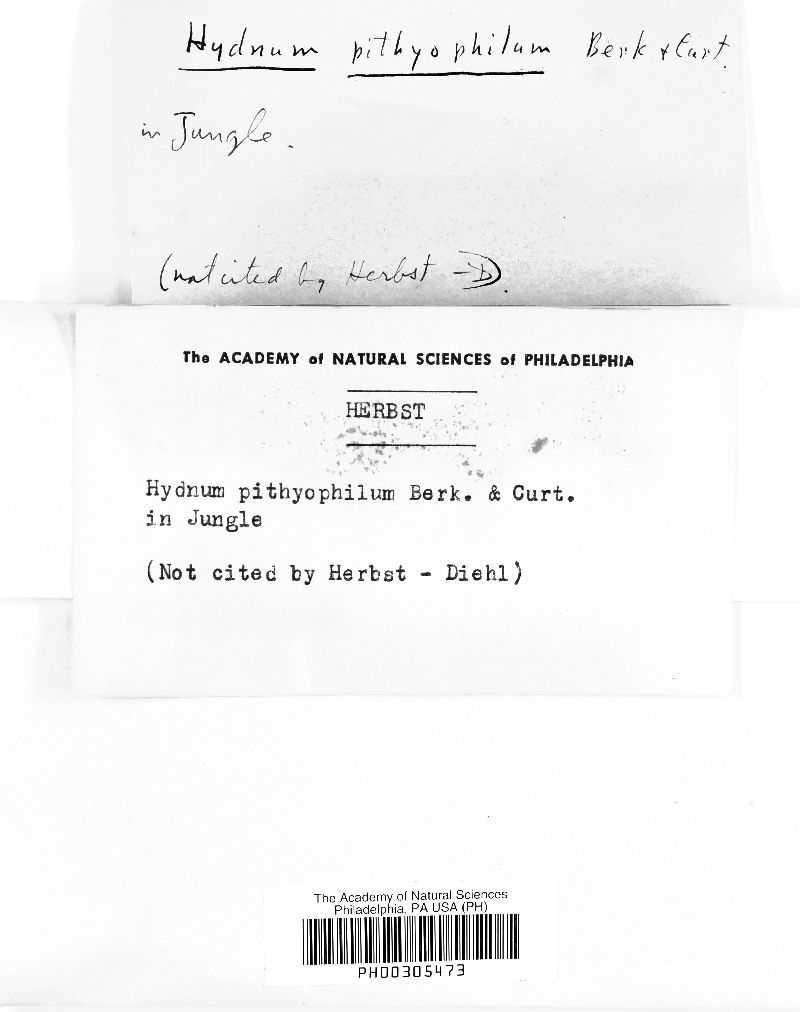 Hydnum pithyophilum Berk & Curt.
in Jungle.
(not cited by Herbst - D).
The ACADEMY of NATURAL SCIENCES of PHILADELPHIA
HERBST
Hydnum pithyophilum Berk. & Curt.
in Jungle
(Not cited by Herbst - Diehl)
The Academy of Natural Sciences
Philadelphia, PA USA (PH)
PH00305473